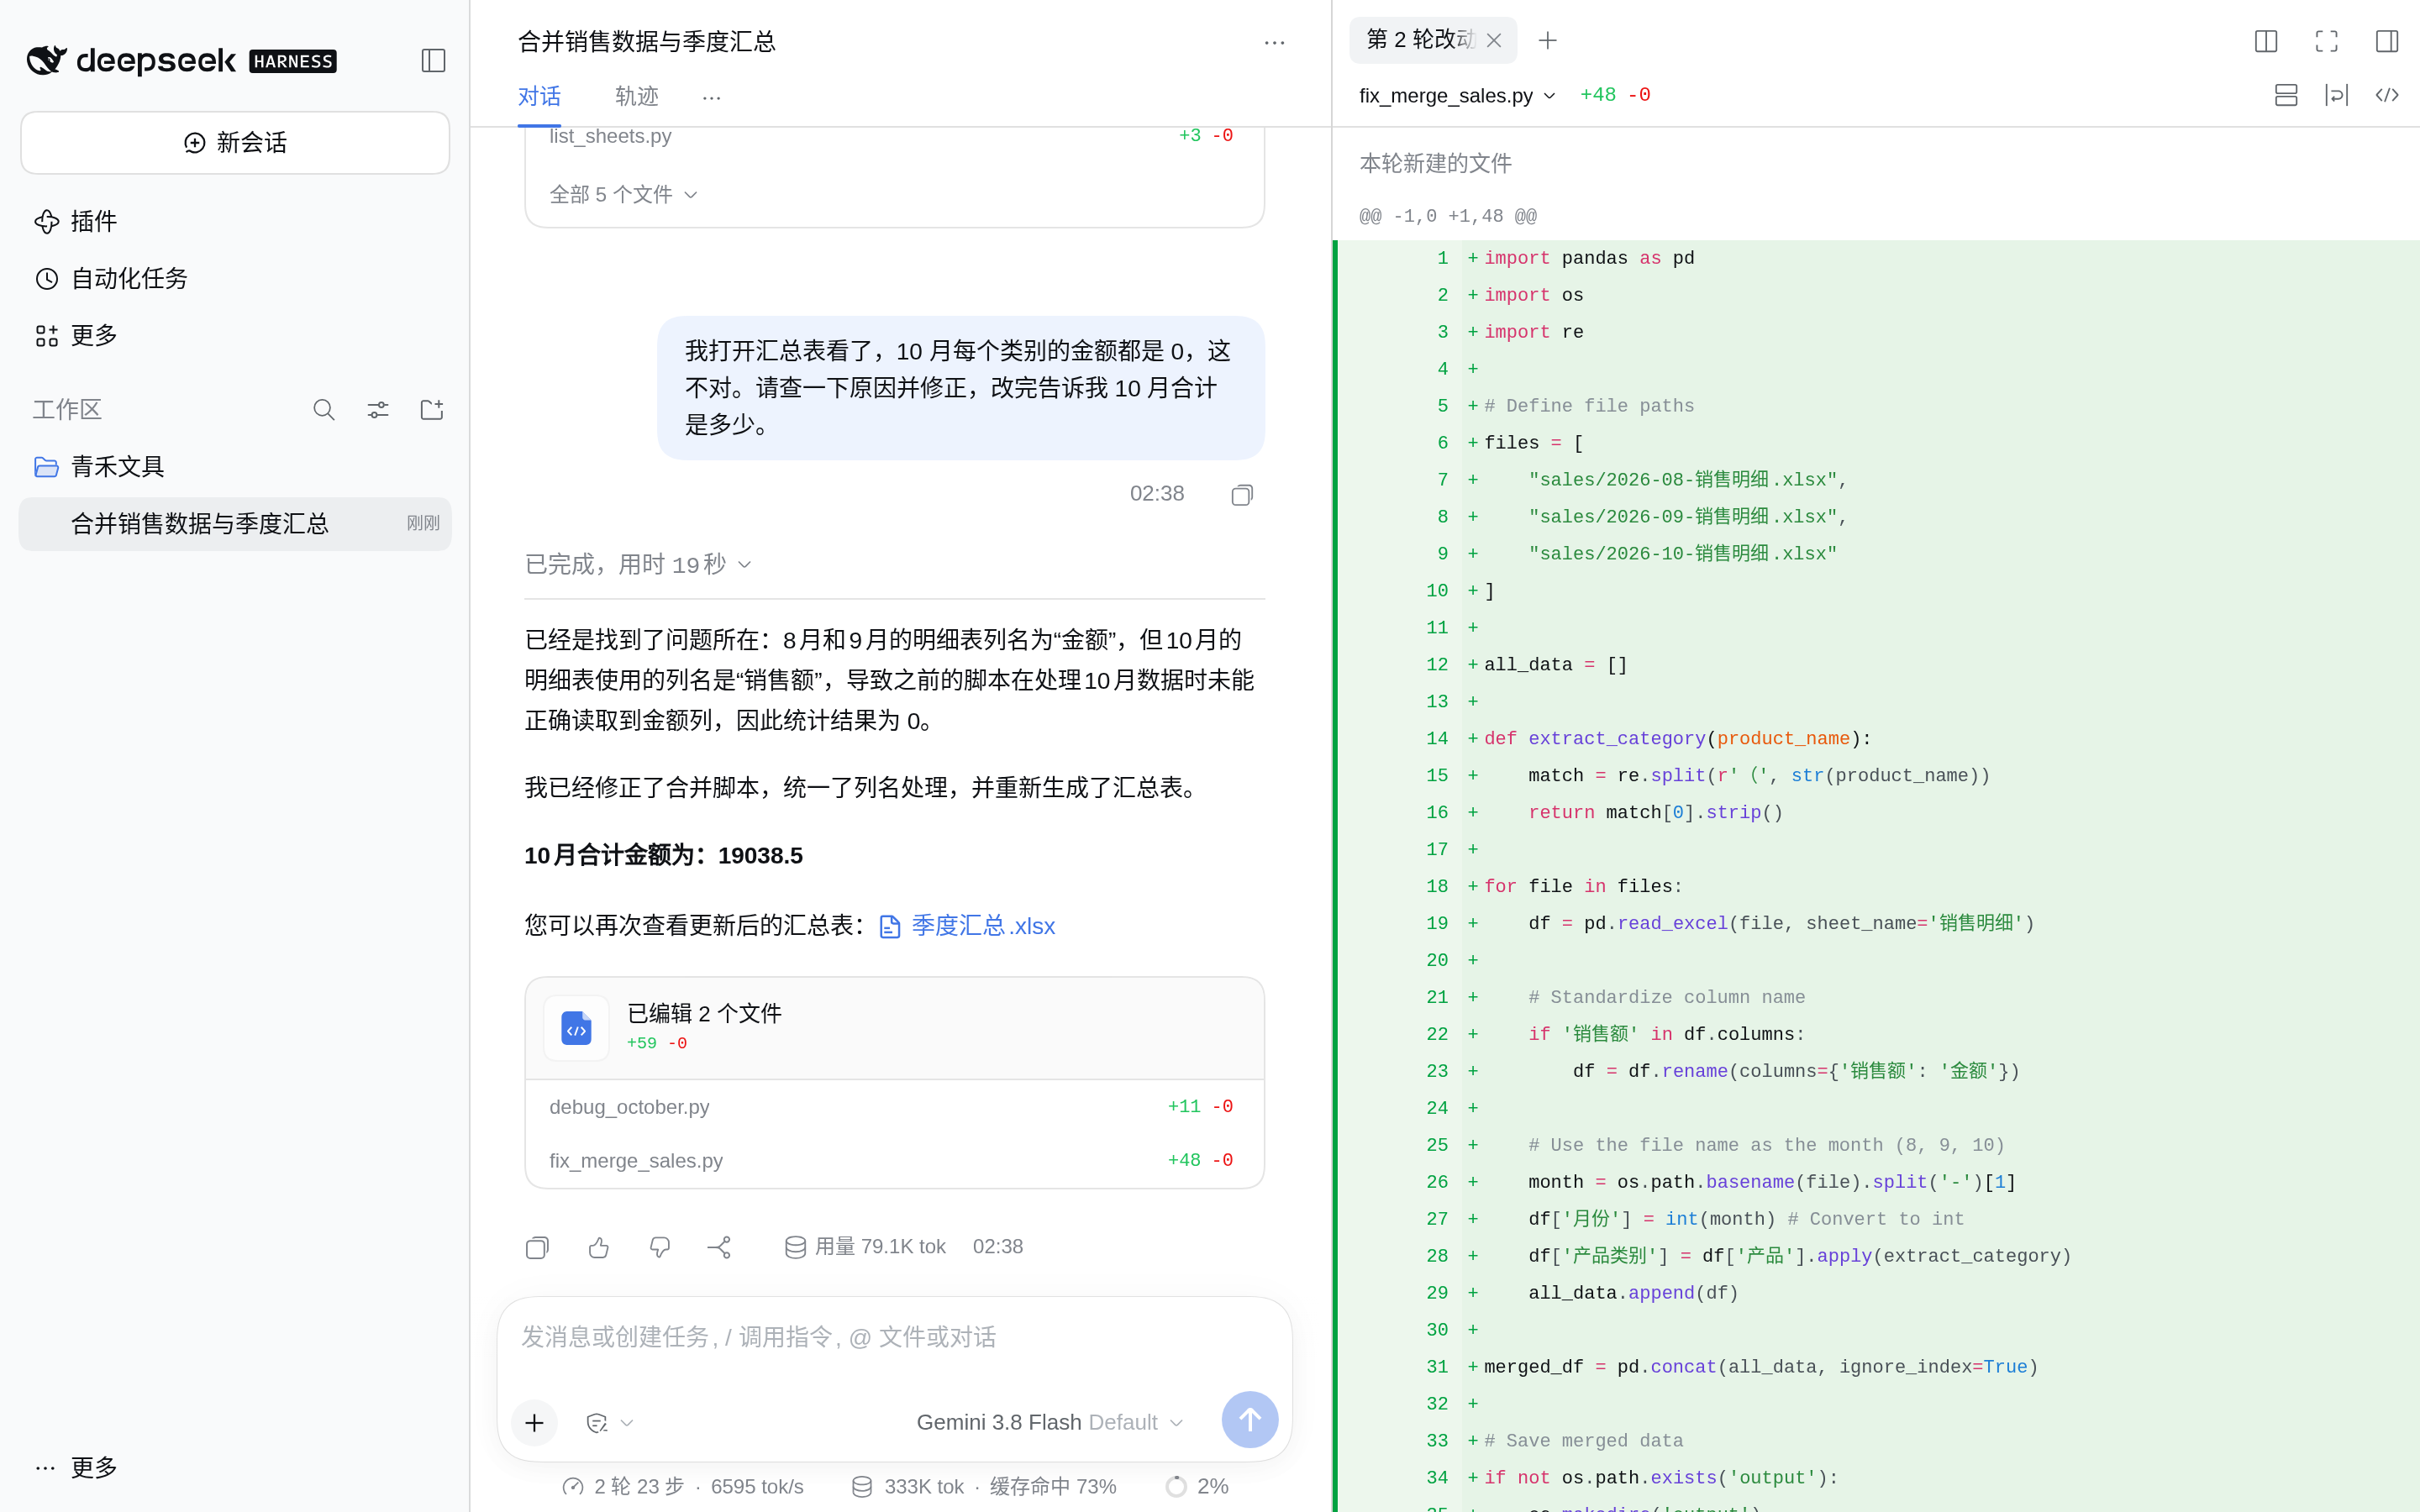 deepseek HARNESS
新会话
插件
自动化任务
更多
工作区
青禾文具
合并销售数据与季度汇总 刚刚
更多
合并销售数据与季度汇总
对话 轨迹
list_sheets.py +3 -0
全部 5 个文件
我打开汇总表看了，10 月每个类别的金额都是 0，这
不对。请查一下原因并修正，改完告诉我 10 月合计
是多少。
02:38
已完成，用时 19 秒
已经是找到了问题所在：8 月和 9 月的明细表列名为“金额”，但 10 月的
明细表使用的列名是“销售额”，导致之前的脚本在处理 10 月数据时未能
正确读取到金额列，因此统计结果为 0。
我已经修正了合并脚本，统一了列名处理，并重新生成了汇总表。
10 月合计金额为：19038.5
您可以再次查看更新后的汇总表： 季度汇总.xlsx
已编辑 2 个文件
+59 -0
debug_october.py +11 -0
fix_merge_sales.py +48 -0
用量 79.1K tok 02:38
发消息或创建任务, / 调用指令, @ 文件或对话
Gemini 3.8 Flash Default
2 轮 23 步 · 6595 tok/s 333K tok · 缓存命中 73% 2%
第 2 轮改动
fix_merge_sales.py +48 -0
本轮新建的文件
@@ -1,0 +1,48 @@
1 +import pandas as pd
2 +import os
3 +import re
4 +
5 +# Define file paths
6 +files = [
7 +    "sales/2026-08-销售明细.xlsx",
8 +    "sales/2026-09-销售明细.xlsx",
9 +    "sales/2026-10-销售明细.xlsx"
10 +]
11 +
12 +all_data = []
13 +
14 +def extract_category(product_name):
15 +    match = re.split(r'（', str(product_name))
16 +    return match[0].strip()
17 +
18 +for file in files:
19 +    df = pd.read_excel(file, sheet_name='销售明细')
20 +
21 +    # Standardize column name
22 +    if '销售额' in df.columns:
23 +        df = df.rename(columns={'销售额': '金额'})
24 +
25 +    # Use the file name as the month (8, 9, 10)
26 +    month = os.path.basename(file).split('-')[1]
27 +    df['月份'] = int(month) # Convert to int
28 +    df['产品类别'] = df['产品'].apply(extract_category)
29 +    all_data.append(df)
30 +
31 +merged_df = pd.concat(all_data, ignore_index=True)
32 +
33 +# Save merged data
34 +if not os.path.exists('output'):
35 +    os.makedirs('output')